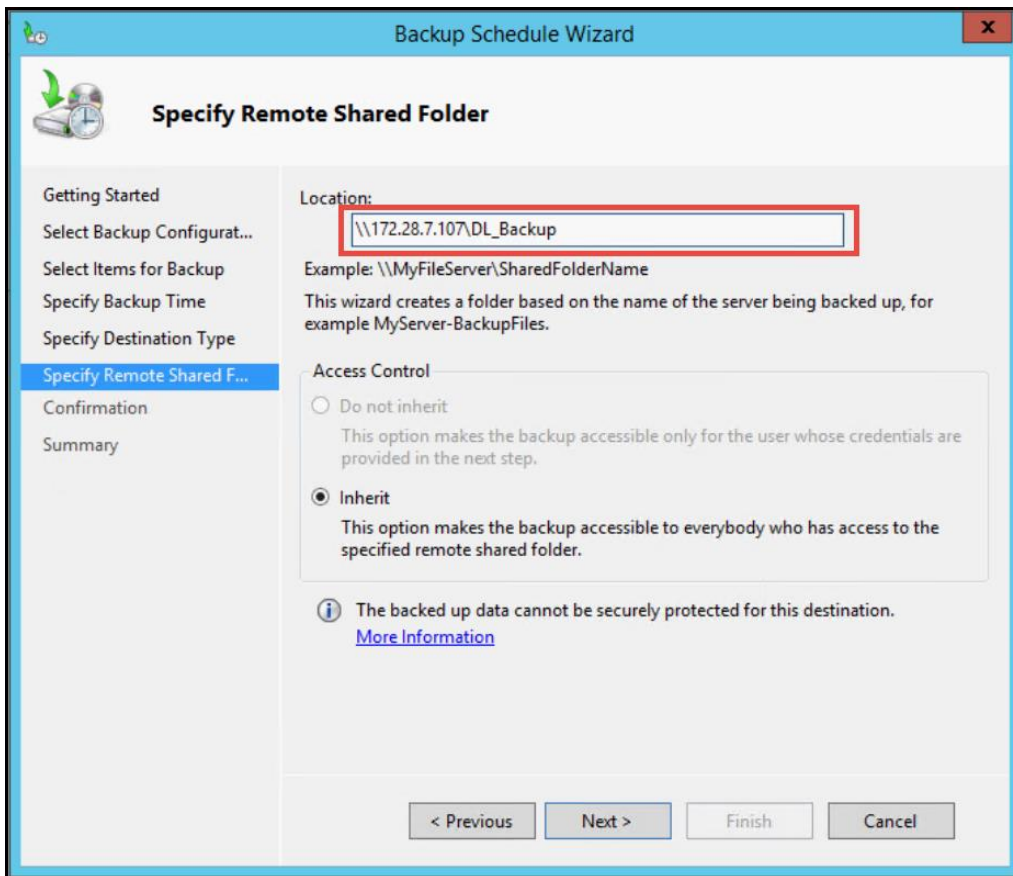 Backup Schedule Wizard
x
Specify Remote Shared Folder
Getting Started
Select Backup Configurat...
Select Items for Backup
Specify Backup Time
Specify Destination Type
Specify Remote Shared F...
Confirmation
Summary
Location:
\\172.28.7.107\DL_Backup
Example: \\MyFileServer\SharedFolderName
This wizard creates a folder based on the name of the server being backed up, for
example MyServer-BackupFiles.
Access Control
Do not inherit
This option makes the backup accessible only for the user whose credentials are
provided in the next step.
Inherit
This option makes the backup accessible to everybody who has access to the
specified remote shared folder.
The backed up data cannot be securely protected for this destination.
More Information
< Previous
Next >
Finish
Cancel